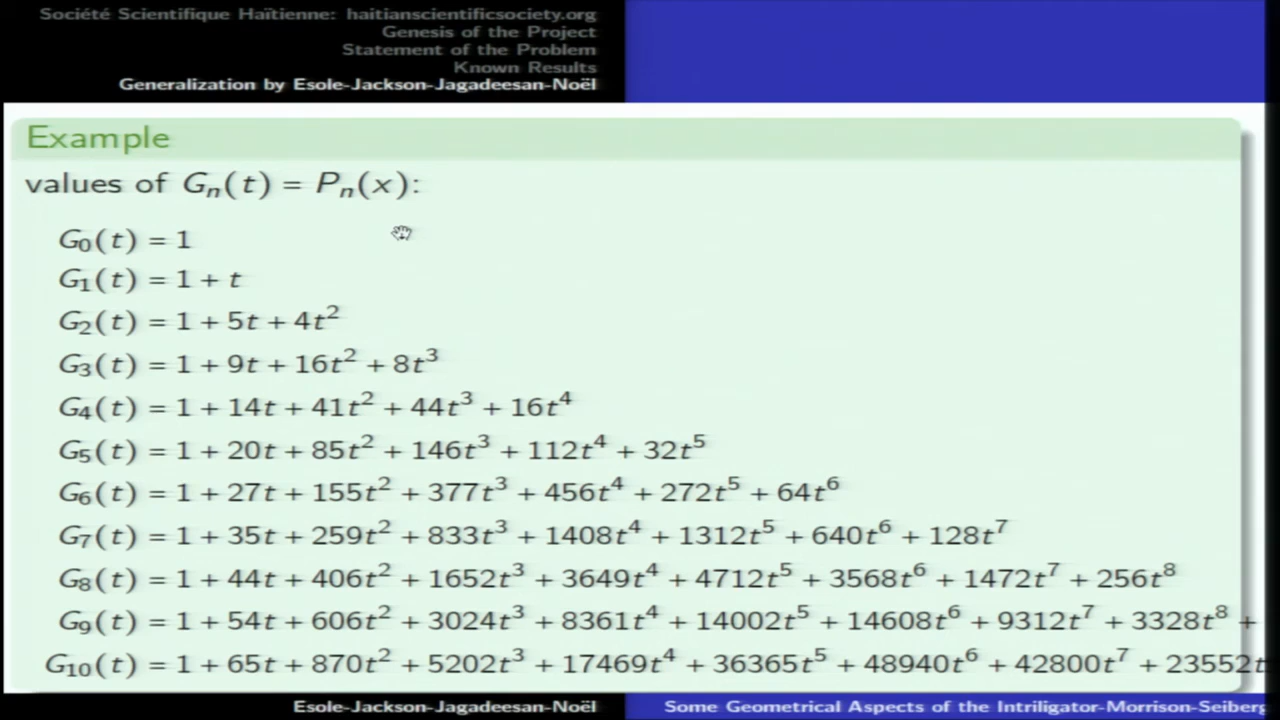 Société Scientifique Haïtienne: haitianscientificsociety.org
Genesis of the Project
Statement of the Problem
Known Results
Generalization by Esole-Jackson-Jagadeesan-Noël
Example
values of Gₙ(t) = Pₙ(x):
G₀(t) = 1
G₁(t) = 1 + t
G₂(t) = 1 + 5t + 4t²
G₃(t) = 1 + 9t + 16t² + 8t³
G₄(t) = 1 + 14t + 41t² + 44t³ + 16t⁴
G₅(t) = 1 + 20t + 85t² + 146t³ + 112t⁴ + 32t⁵
G₆(t) = 1 + 27t + 155t² + 377t³ + 456t⁴ + 272t⁵ + 64t⁶
G₇(t) = 1 + 35t + 259t² + 833t³ + 1408t⁴ + 1312t⁵ + 640t⁶ + 128t⁷
G₈(t) = 1 + 44t + 406t² + 1652t³ + 3649t⁴ + 4712t⁵ + 3568t⁶ + 1472t⁷ + 256t⁸
G₉(t) = 1 + 54t + 606t² + 3024t³ + 8361t⁴ + 14002t⁵ + 14608t⁶ + 9312t⁷ + 3328t⁸ +
G₁₀(t) = 1 + 65t + 870t² + 5202t³ + 17469t⁴ + 36365t⁵ + 48940t⁶ + 42800t⁷ + 23552t
Esole-Jackson-Jagadeesan-Noël
Some Geometrical Aspects of the Intriligator-Morrison-Seiberg